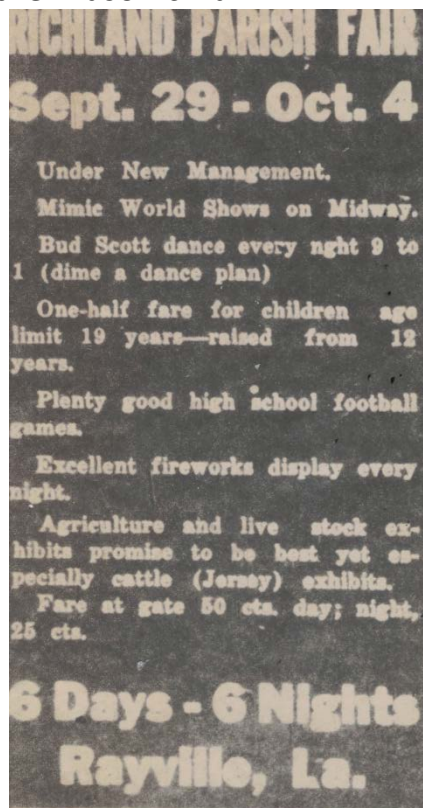 RICHLAND PARISH FAIR
Sept. 29 - Oct. 4
Under New Management.
Mimic World Shows on Midway.
Bud Scott dance every nght 9 to
1 (dime a dance plan)
One-half fare for children age
limit 19 years—raised from 12
years.
Plenty good high school football
games.
Excellent fireworks display every
night.
Agriculture and live stock ex-
hibits promise to be best yet es-
pecially cattle (Jersey) exhibits.
Fare at gate 50 cts. day; night,
25 cts.
6 Days - 6 Nights
Rayville, La.